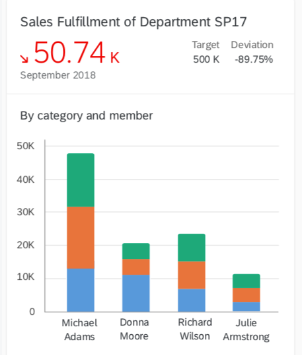 Sales Fulfillment of Department SP17
50.74 K
Target Deviation
500 K -89.75%
September 2018
By category and member
50K
40K
30K
20K
10K
0
Michael Donna Richard Julie
Adams Moore Wilson Armstrong